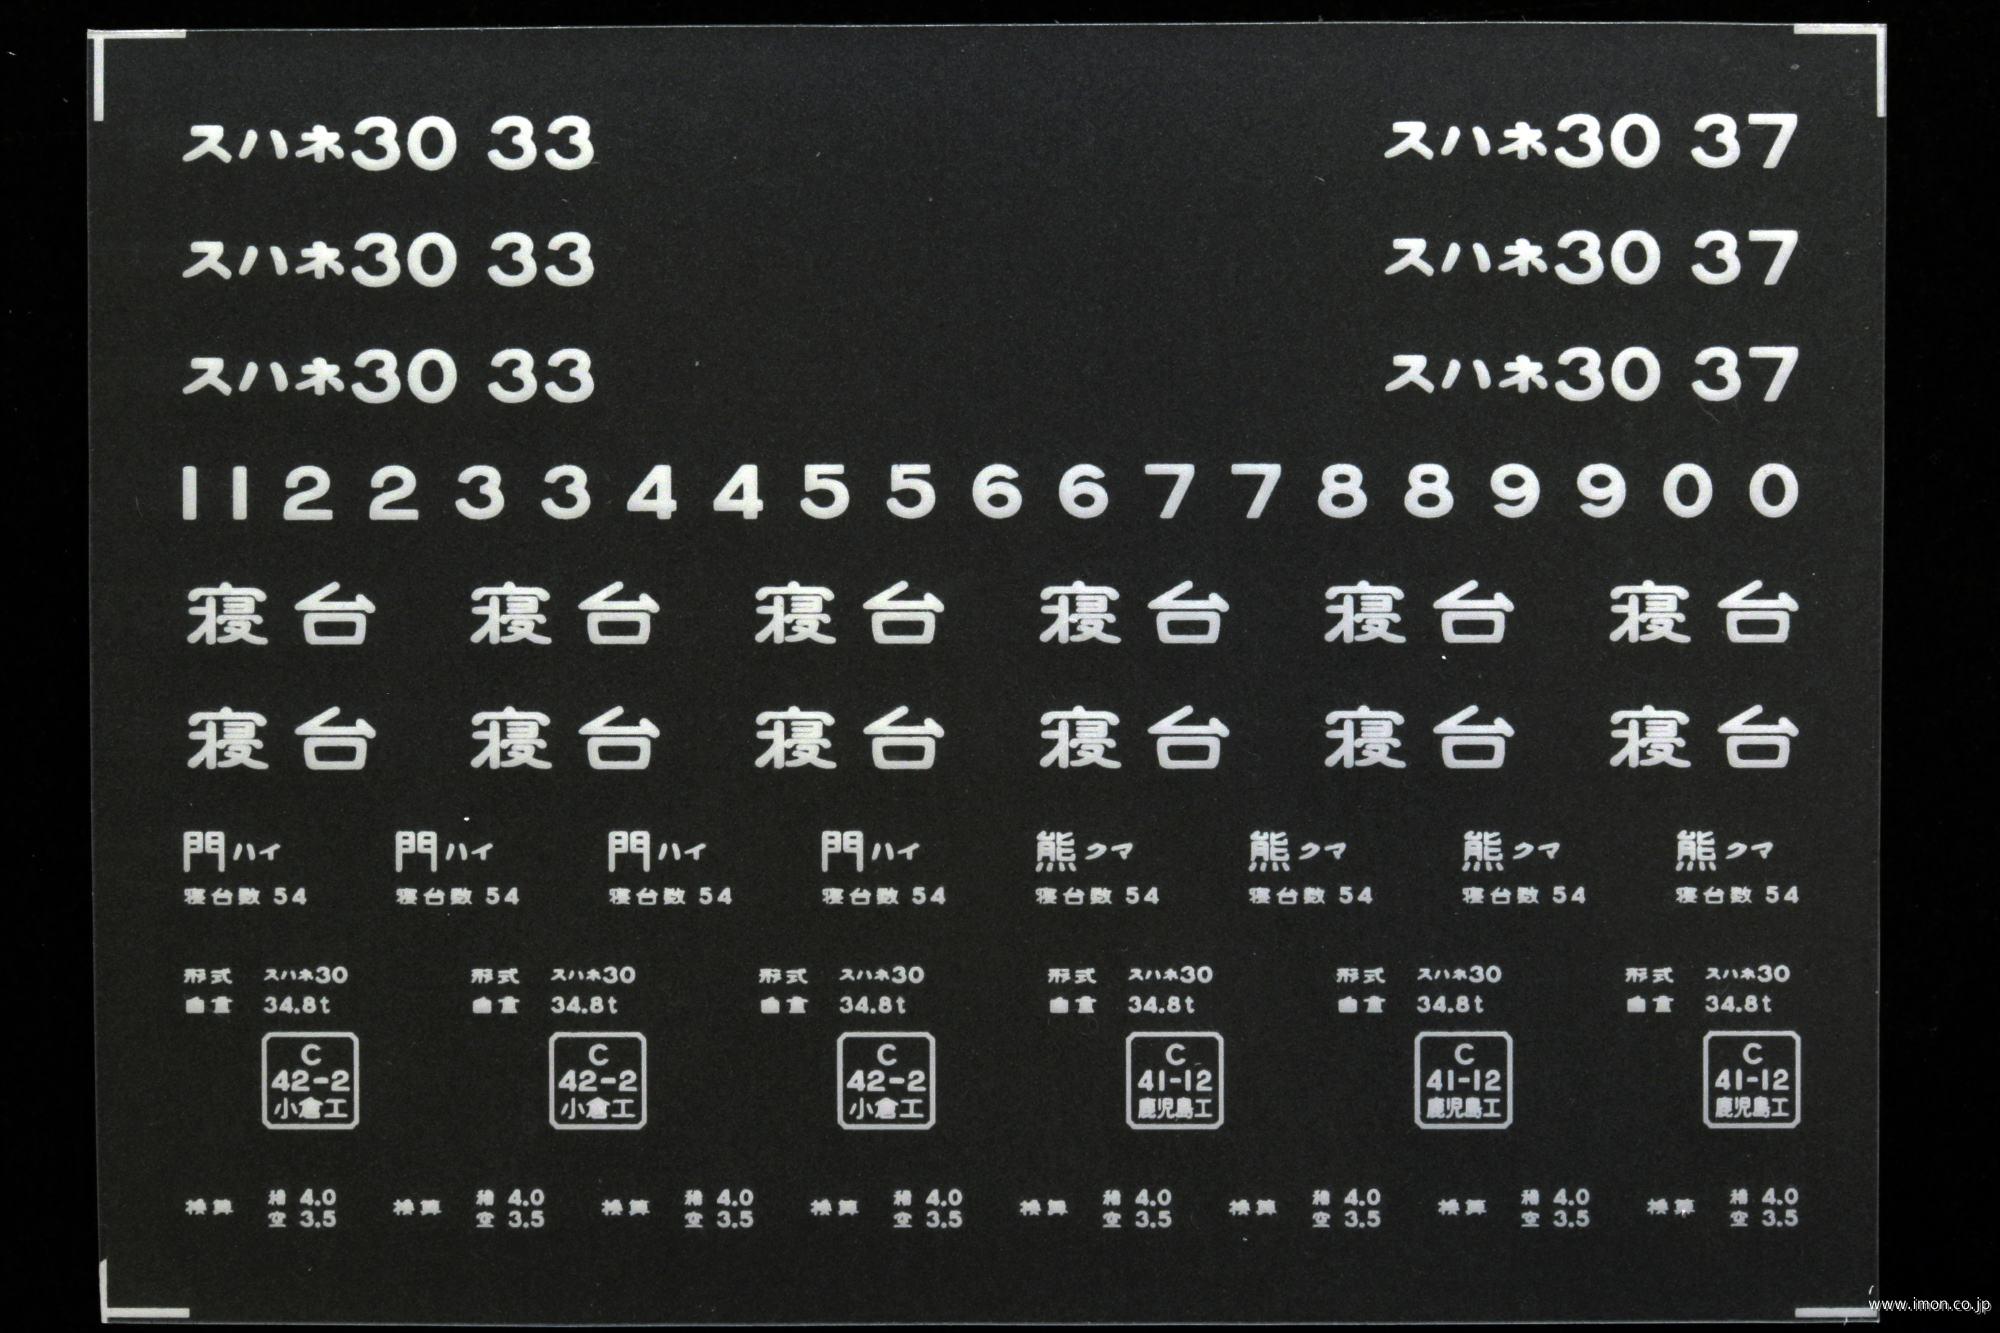 スハネ30 33 スハネ30 37
スハネ30 33 スハネ30 37
スハネ30 33 スハネ30 37
1 1 2 2 3 3 4 4 5 5 6 6 7 7 8 8 9 9 0 0
寝台 寝台 寝台 寝台 寝台 寝台
寝台 寝台 寝台 寝台 寝台 寝台
門ハイ 門ハイ 門ハイ 門ハイ 熊クマ 熊クマ 熊クマ 熊クマ
寝台数 54 寝台数 54 寝台数 54 寝台数 54 寝台数 54 寝台数 54 寝台数 54 寝台数 54
形式 スハネ30 形式 スハネ30 形式 スハネ30 形式 スハネ30 形式 スハネ30 形式 スハネ30
自重 34.8t 自重 34.8t 自重 34.8t 自重 34.8t 自重 34.8t 自重 34.8t
C C C C C C
42-2 42-2 42-2 41-12 41-12 41-12
小倉工 小倉工 小倉工 鹿児島工 鹿児島工 鹿児島工
換算 積 4.0 換算 積 4.0 換算 積 4.0 換算 積 4.0 換算 積 4.0 換算 積 4.0 換算 積 4.0 換算 積 4.0
空 3.5 空 3.5 空 3.5 空 3.5 空 3.5 空 3.5 空 3.5 空 3.5
www.imon.co.jp